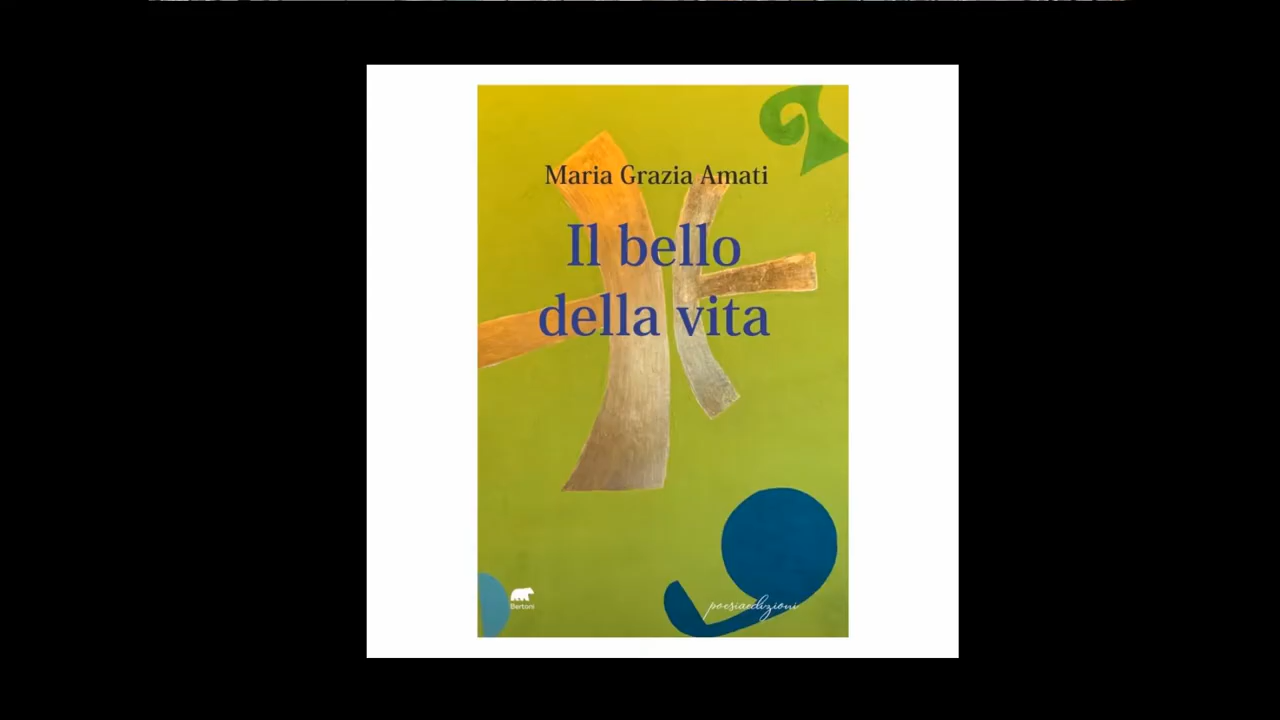 Maria Grazia Amati
Il bello
della vita
Bertoni
poesiaedizioni